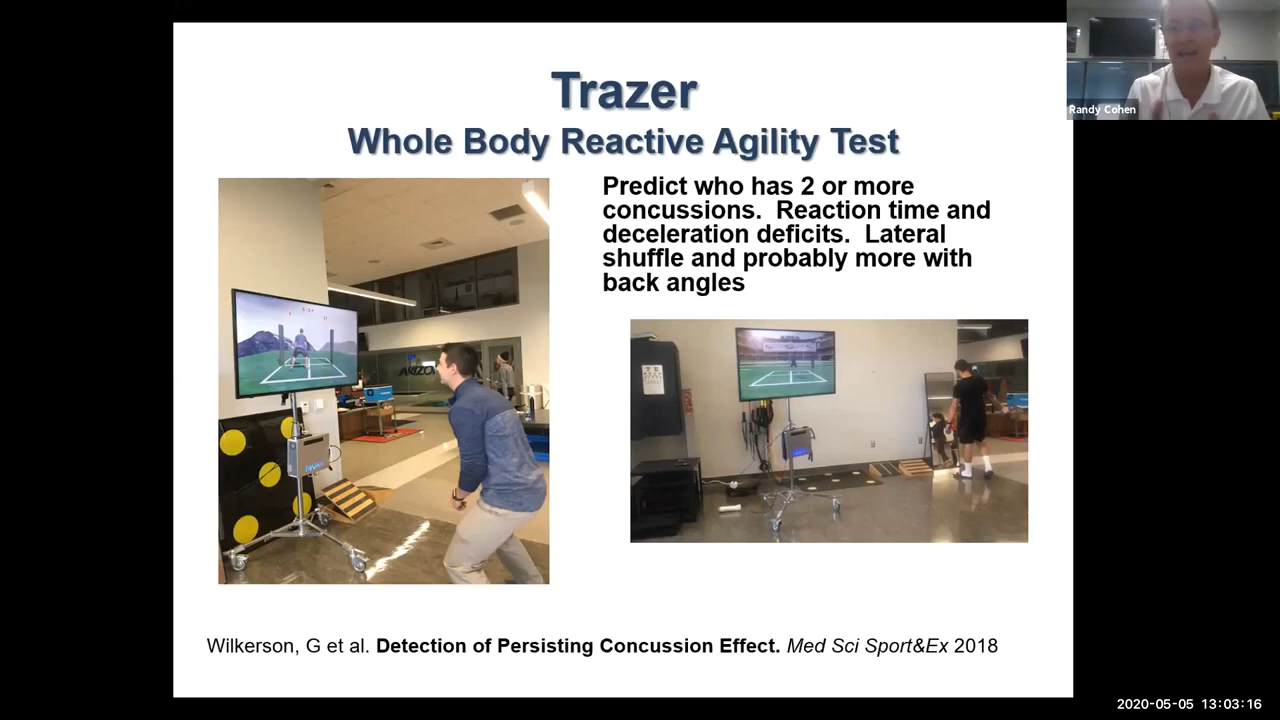 Trazer
Whole Body Reactive Agility Test
Predict who has 2 or more
concussions.  Reaction time and
deceleration deficits.  Lateral
shuffle and probably more with
back angles
Wilkerson, G et al. Detection of Persisting Concussion Effect. Med Sci Sport&Ex 2018
Randy Cohen
2020-05-05 13:03:16